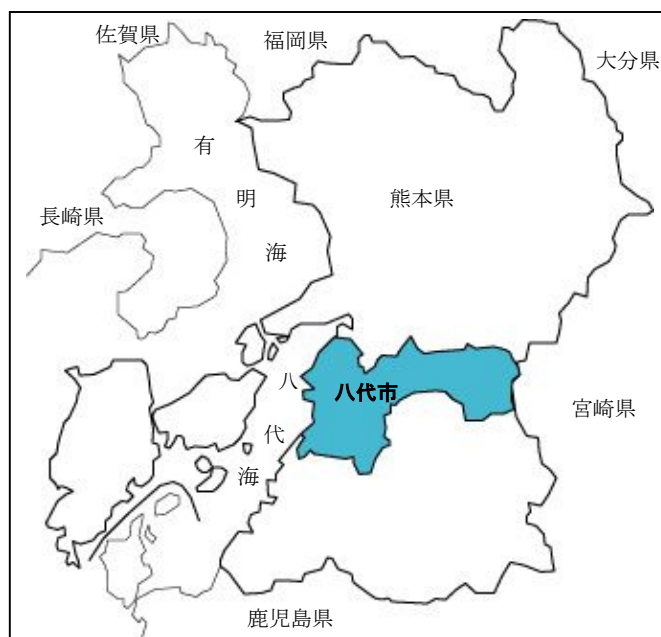 佐賀県
福岡県
大分県
有明海
長崎県
熊本県
八代海
八代市
宮崎県
鹿児島県